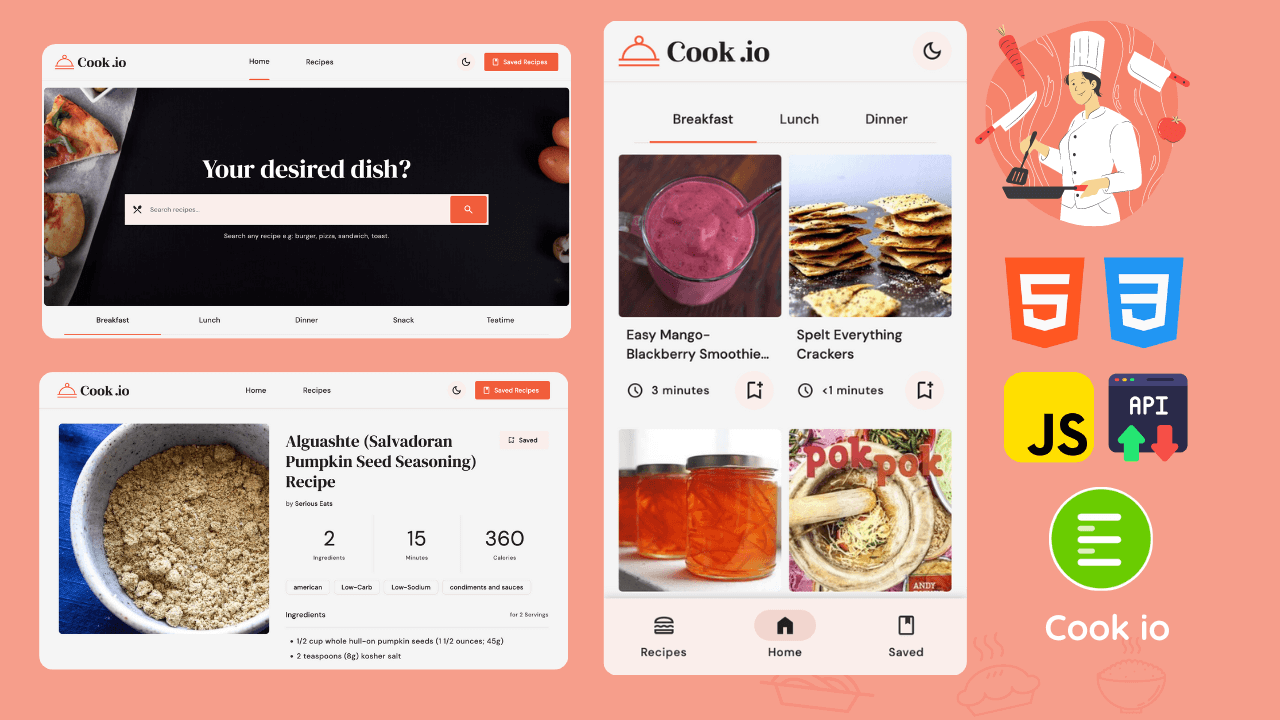 Cook.io
Home
Recipes
Saved Recipes
Your desired dish?
Search recipes...
Search any recipe e.g: burger, pizza, sandwich, toast.
Breakfast
Lunch
Dinner
Snack
Teatime
Cook.io
Home
Recipes
Saved Recipes
Alguashte (Salvadoran
Pumpkin Seed Seasoning)
Recipe
Saved
by Serious Eats
2
15
360
Ingredients
Minutes
Calories
american
Low-Carb
Low-Sodium
condiments and sauces
Ingredients
for 2 Servings
1/2 cup whole hull-on pumpkin seeds (1 1/2 ounces; 45g)
2 teaspoons (8g) kosher salt
Cook.io
Breakfast
Lunch
Dinner
Easy Mango-
Blackberry Smoothie...
3 minutes
Spelt Everything
Crackers
<1 minutes
pok pok
ANDY
Recipes
Home
Saved
5
3
JS
API
Cook io